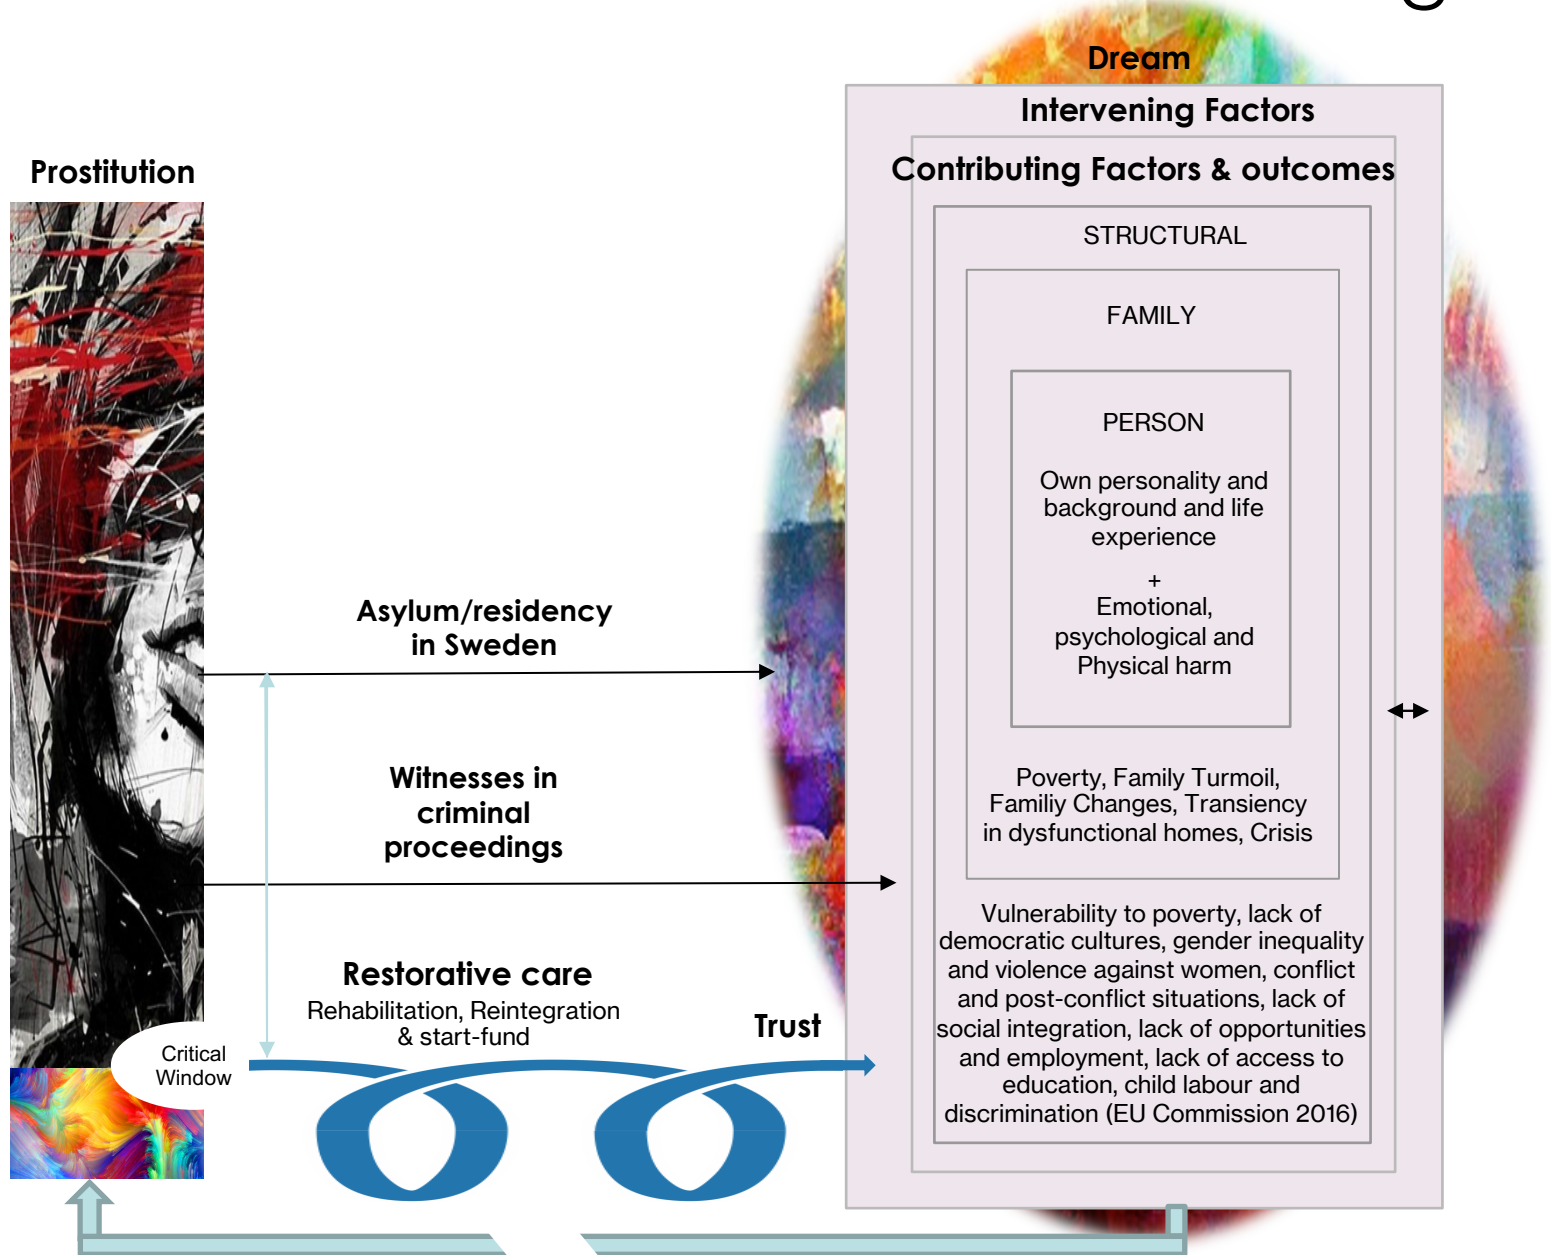 Dream
Intervening Factors
Contributing Factors & outcomes
STRUCTURAL
FAMILY
PERSON
Own personality and
background and life
experience
+
Emotional,
psychological and
Physical harm
Poverty, Family Turmoil,
Familiy Changes, Transiency
in dysfunctional homes, Crisis
Vulnerability to poverty, lack of
democratic cultures, gender inequality
and violence against women, conflict
and post-conflict situations, lack of
social integration, lack of opportunities
and employment, lack of access to
education, child labour and
discrimination (EU Commission 2016)
Prostitution
Asylum/residency
in Sweden
Witnesses in
criminal
proceedings
Restorative care
Rehabilitation, Reintegration
& start-fund
Trust
Critical
Window